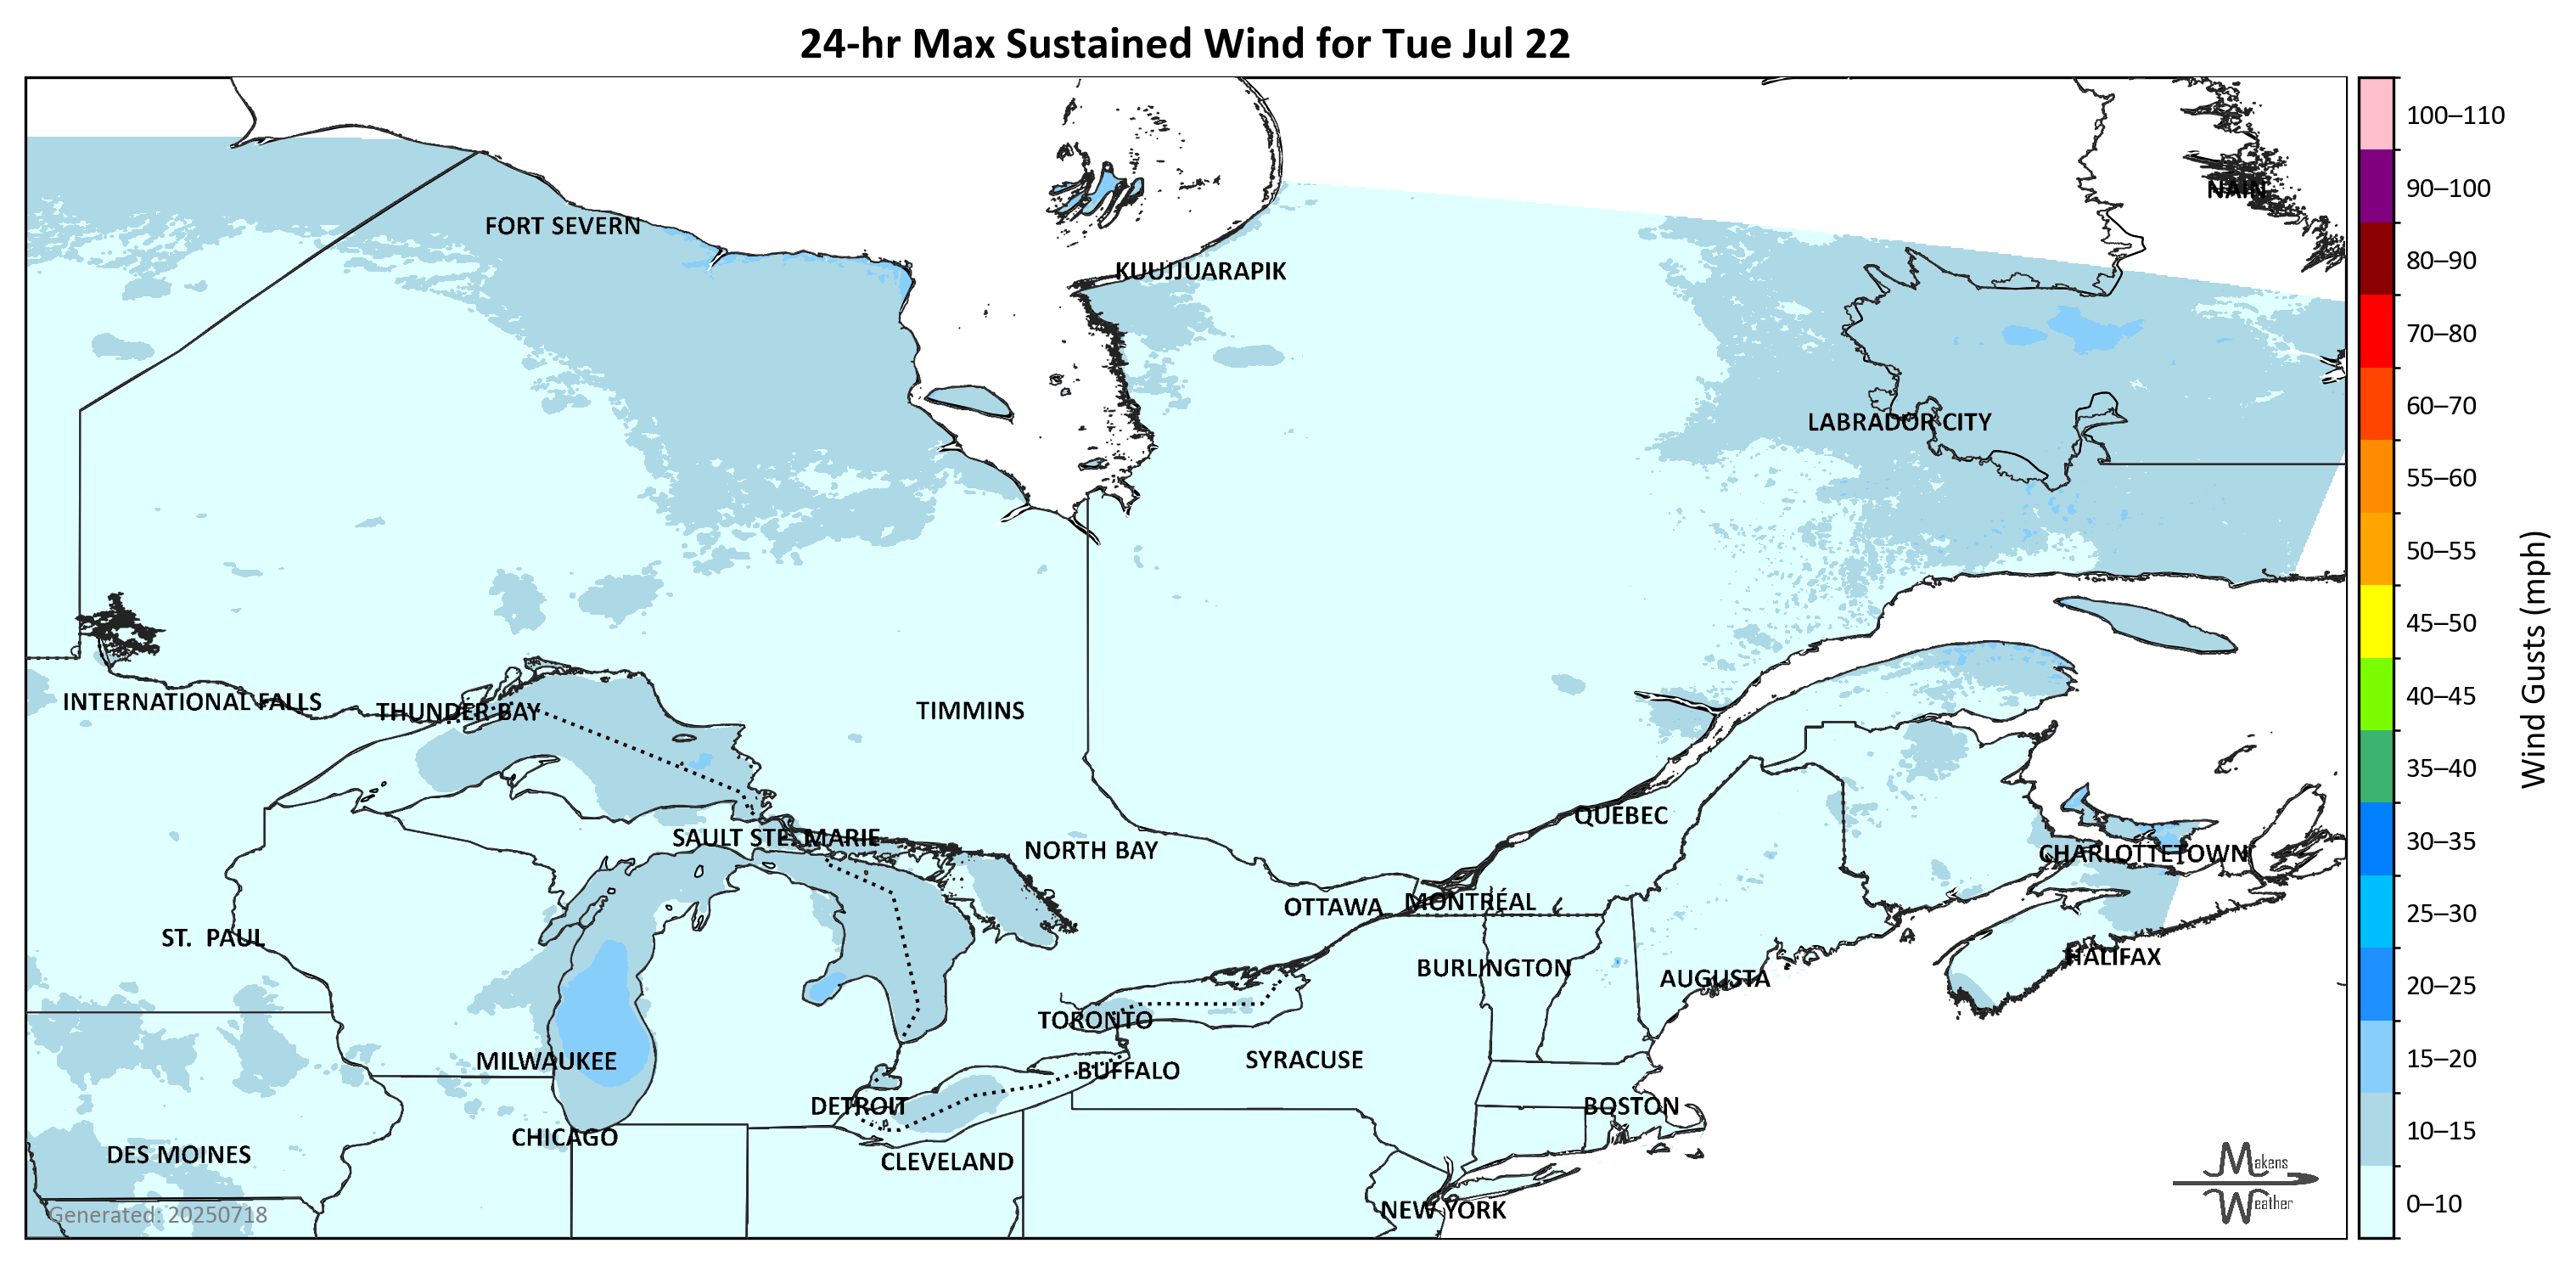 24-hr Max Sustained Wind for Tue Jul 22
100–110
90–100
NAIN
FORT SEVERN
80–90
KUUJJUARAPIK
70–80
60–70
LABRADOR CITY
55–60
50–55
45–50
Wind Gusts (mph)
40–45
INTERNATIONAL FALLS
THUNDER BAY
TIMMINS
35–40
QUÉBEC
30–35
SAULT STE. MARIE
NORTH BAY
CHARLOTTETOWN
OTTAWA
MONTRÉAL
25–30
ST. PAUL
HALIFAX
BURLINGTON
AUGUSTA
20–25
TORONTO
MILWAUKEE
SYRACUSE
15–20
BUFFALO
DETROIT
BOSTON
10–15
CHICAGO
DES MOINES
CLEVELAND
Makens
Weather
0–10
NEW YORK
Generated: 20250718